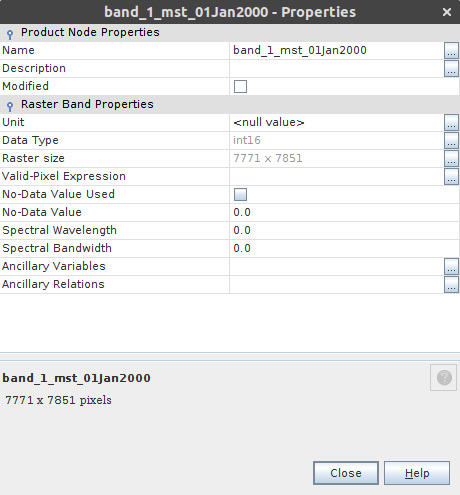 band_1_mst_01Jan2000 - Properties ×
Product Node Properties
Name band_1_mst_01Jan2000 ...
Description ...
Modified
Raster Band Properties
Unit <null value> ...
Data Type int16 ...
Raster size 7771 x 7851 ...
Valid-Pixel Expression ...
No-Data Value Used
No-Data Value 0.0
Spectral Wavelength 0.0
Spectral Bandwidth 0.0
Ancillary Variables ...
Ancillary Relations ...
band_1_mst_01Jan2000 ?
7771 x 7851 pixels
Close Help